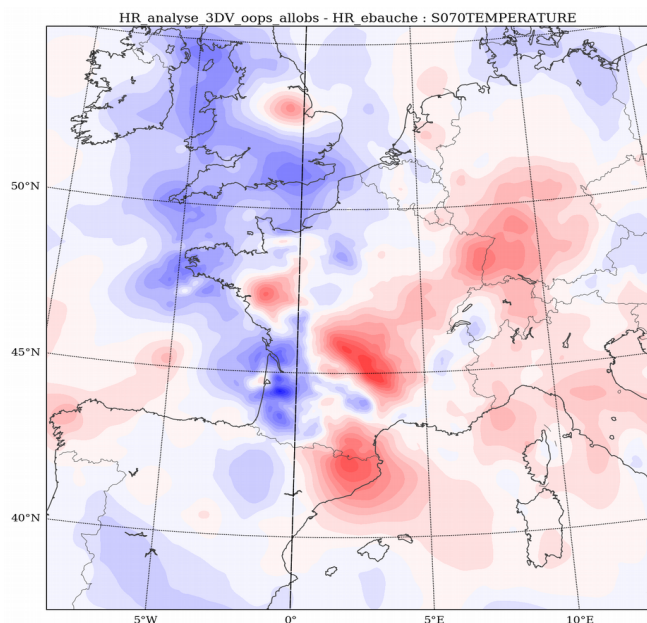 HR_analyse_3DV_oops_allobs - HR_ebauche : S070TEMPERATURE
50°N
45°N
40°N
5°W
0°
5°E
10°E